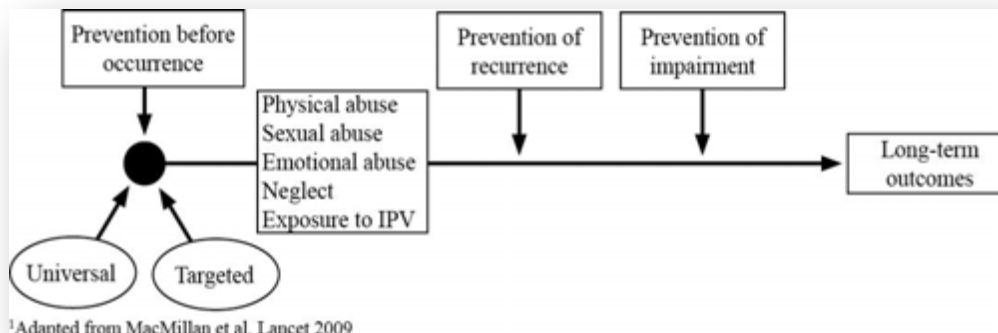 Prevention before
occurrence
Prevention of
recurrence
Prevention of
impairment
Physical abuse
Sexual abuse
Emotional abuse
Neglect
Exposure to IPV
Long-term
outcomes
Universal
Targeted
¹Adapted from MacMillan et al. Lancet 2009